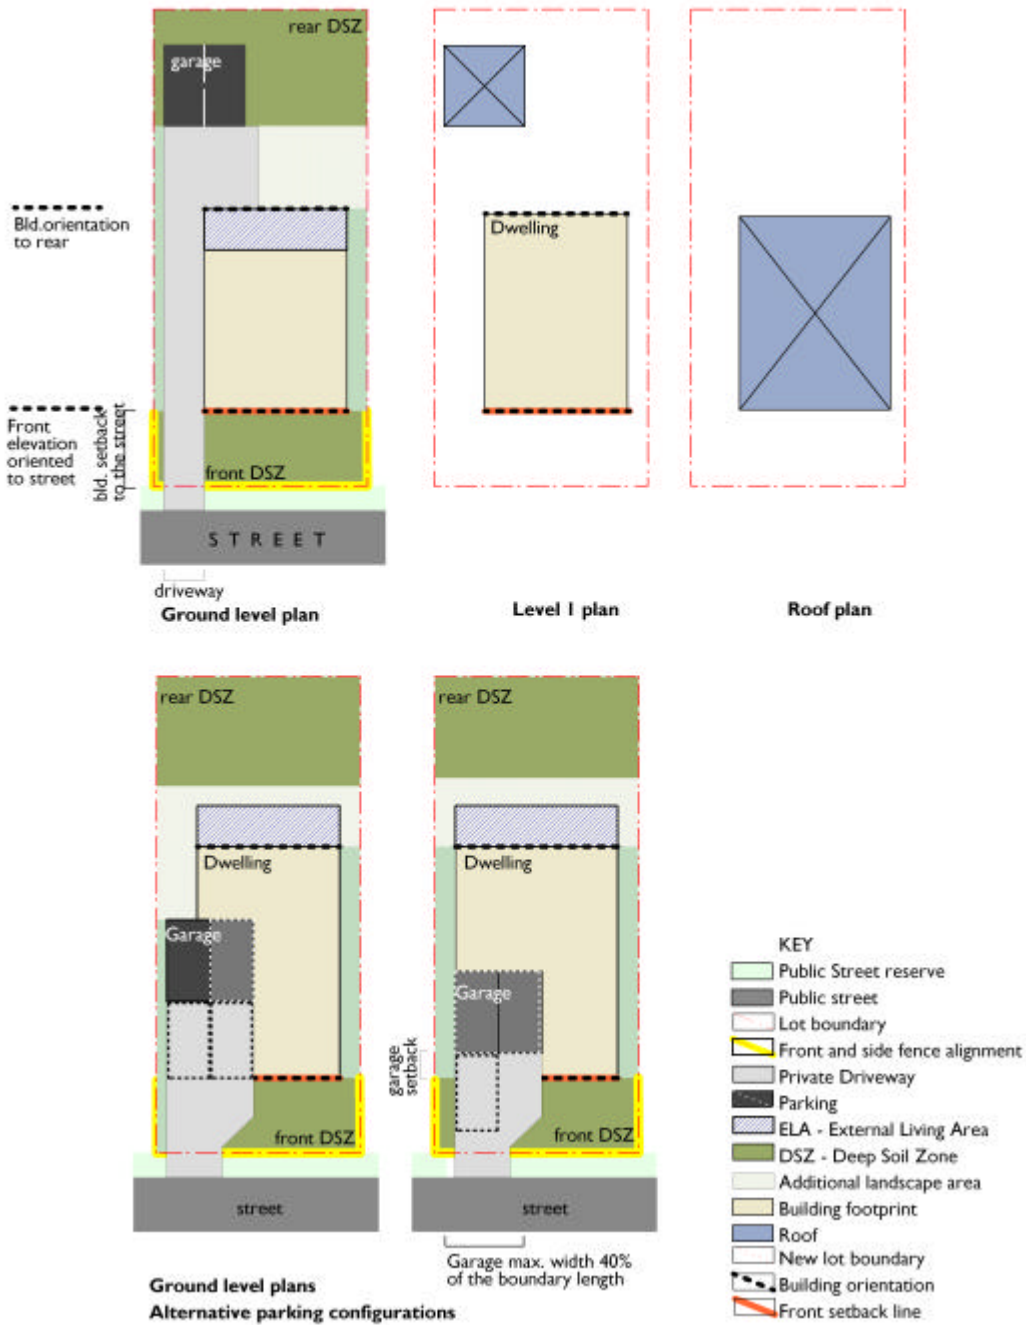 rear DSZ
garage
Bld.orientation
to rear
Dwelling
Front
elevation
oriented
to street
bld. setback
to the street
front DSZ
STREET
driveway
Ground level plan
Level 1 plan
Roof plan
rear DSZ
rear DSZ
Dwelling
Dwelling
Garage
Garage
garage
setback
front DSZ
front DSZ
street
street
Garage max. width 40%
of the boundary length
Ground level plans
Alternative parking configurations
KEY
Public Street reserve
Public street
Lot boundary
Front and side fence alignment
Private Driveway
Parking
ELA - External Living Area
DSZ - Deep Soil Zone
Additional landscape area
Building footprint
Roof
New lot boundary
Building orientation
Front setback line